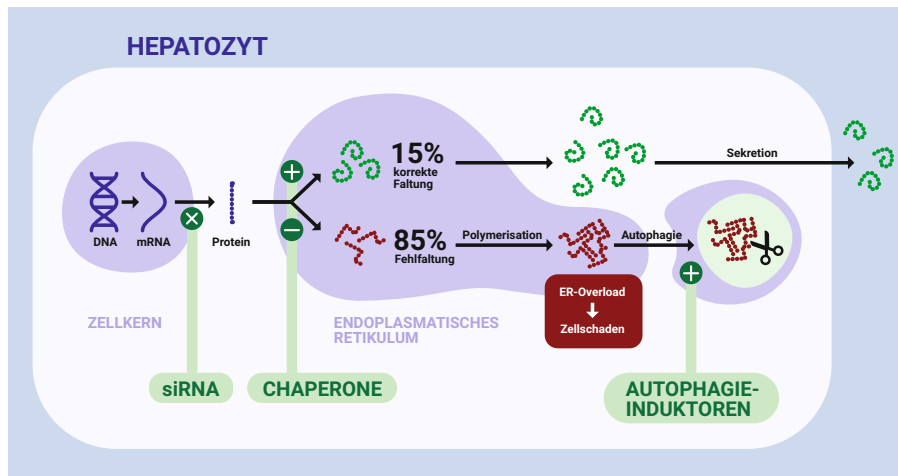 HEPATOZYT
15%
korrekte
Faltung
Sekretion
DNA
mRNA
Protein
85%
Fehlfaltung
Polymerisation
Autophagie
ER-Overload
Zellschaden
ZELLKERN
ENDOPLASMATISCHES
RETIKULUM
siRNA
CHAPERONE
AUTOPHAGIE-
INDUKTOREN